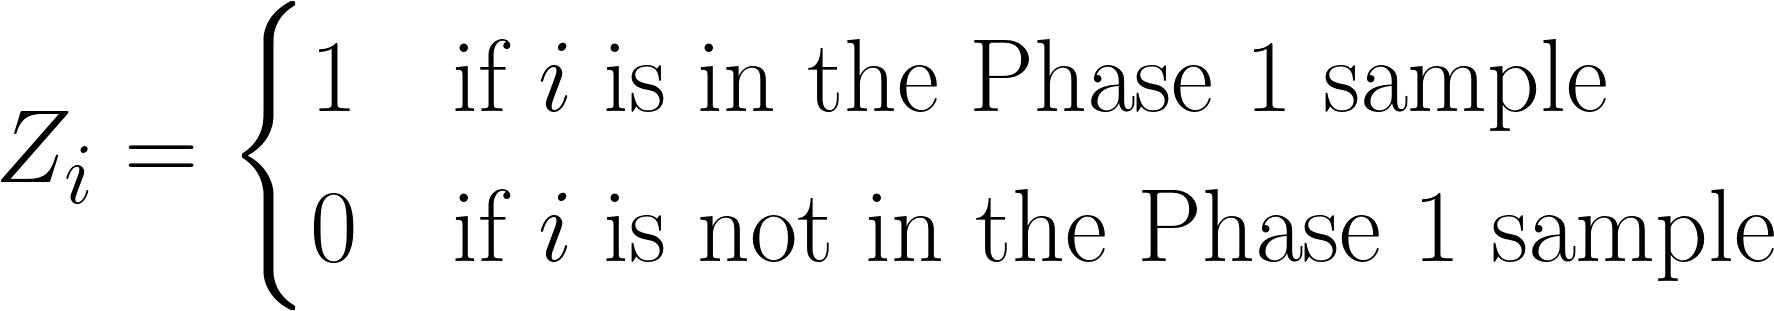 Z_i = { 1 if i is in the Phase 1 sample
0 if i is not in the Phase 1 sample